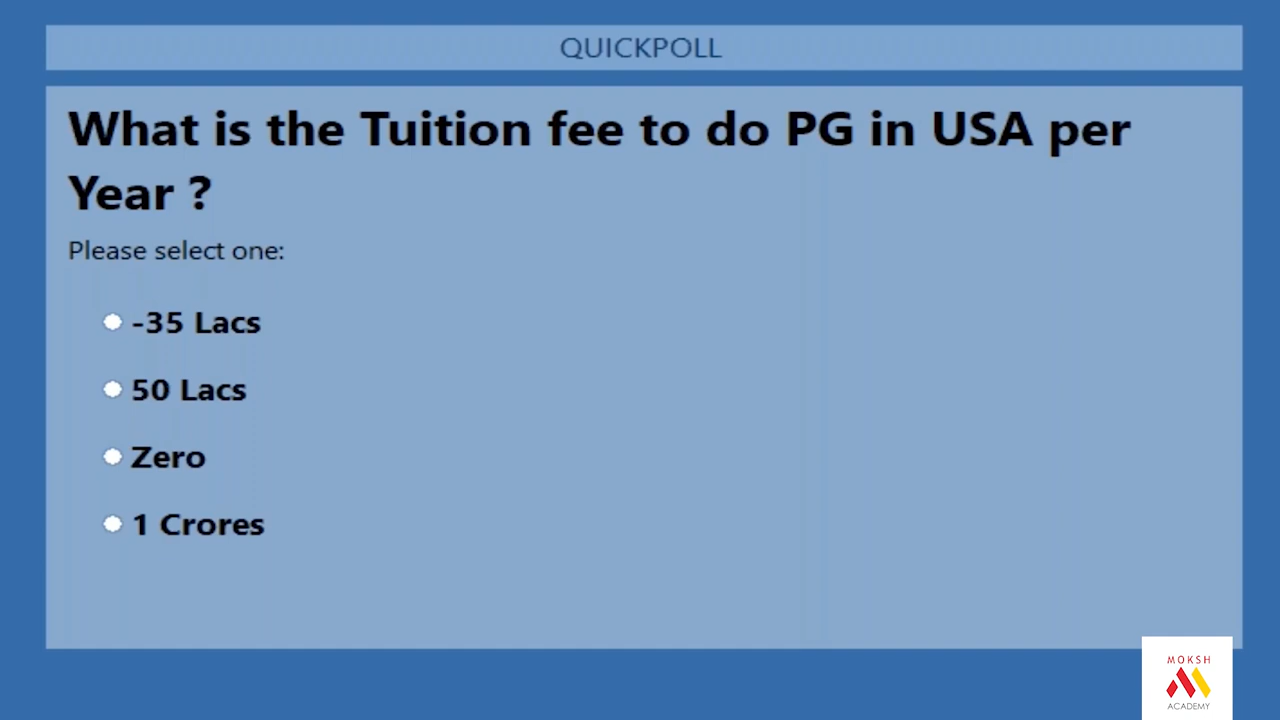 QUICKPOLL
What is the Tuition fee to do PG in USA per
Year ?
Please select one:
-35 Lacs
50 Lacs
Zero
1 Crores
MOKSH
ACADEMY